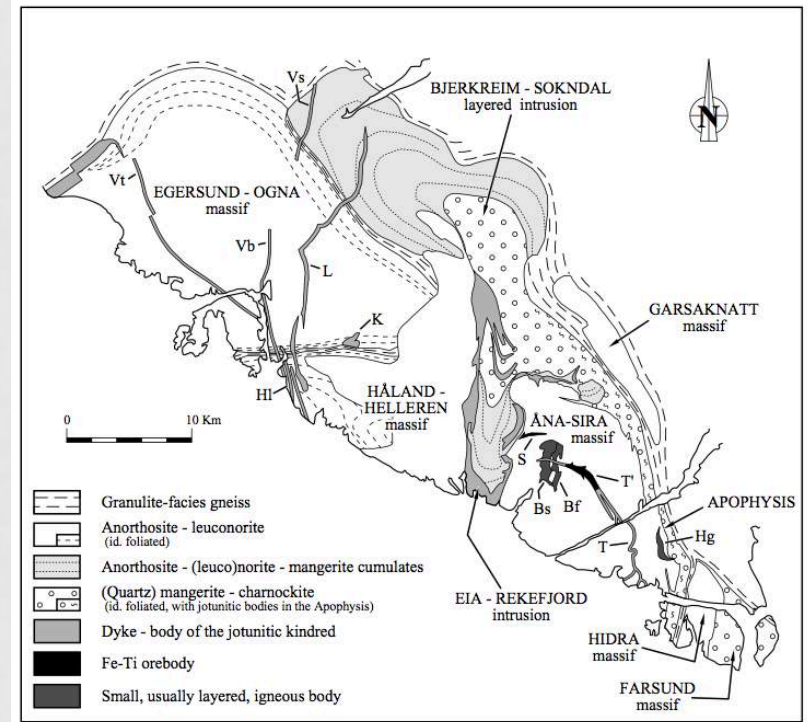 Vs
BJERKREIM - SOKNDAL
layered intrusion
N
Vt
EGERSUND - OGNA
massif
Vb
L
GARSAKNATT
massif
K
HÅLAND -
HELLEREN
massif
Hl
0 10 Km
ÅNA-SIRA
massif
S
T'
Bs
Bf
APOPHYSIS
Hg
T
Granulite-facies gneiss
Anorthosite - leuconorite
(id. foliated)
Anorthosite - (leuco)norite - mangerite cumulates
(Quartz) mangerite - charnockite
(id. foliated, with jotunitic bodies in the Apophysis)
Dyke - body of the jotunitic kindred
Fe-Ti orebody
Small, usually layered, igneous body
EIA - REKEFJORD
intrusion
HIDRA
massif
FARSUND
massif